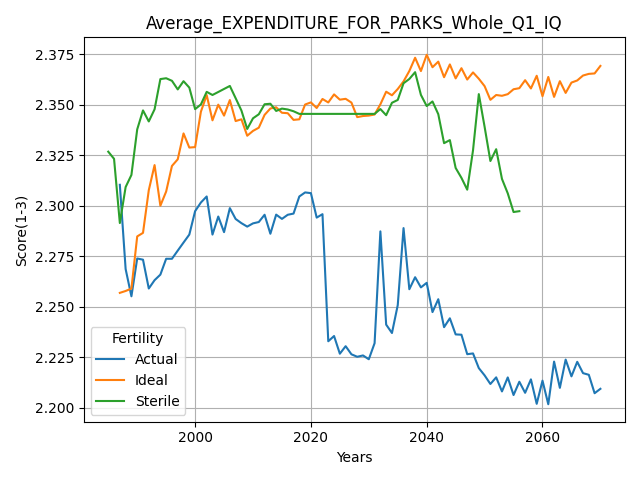 Average_EXPENDITURE_FOR_PARKS_Whole_Q1_IQ
Score(1-3)
2.375
2.350
2.325
2.300
2.275
2.250
2.225
2.200
Fertility
Actual
Ideal
Sterile
2000
2020
2040
2060
Years